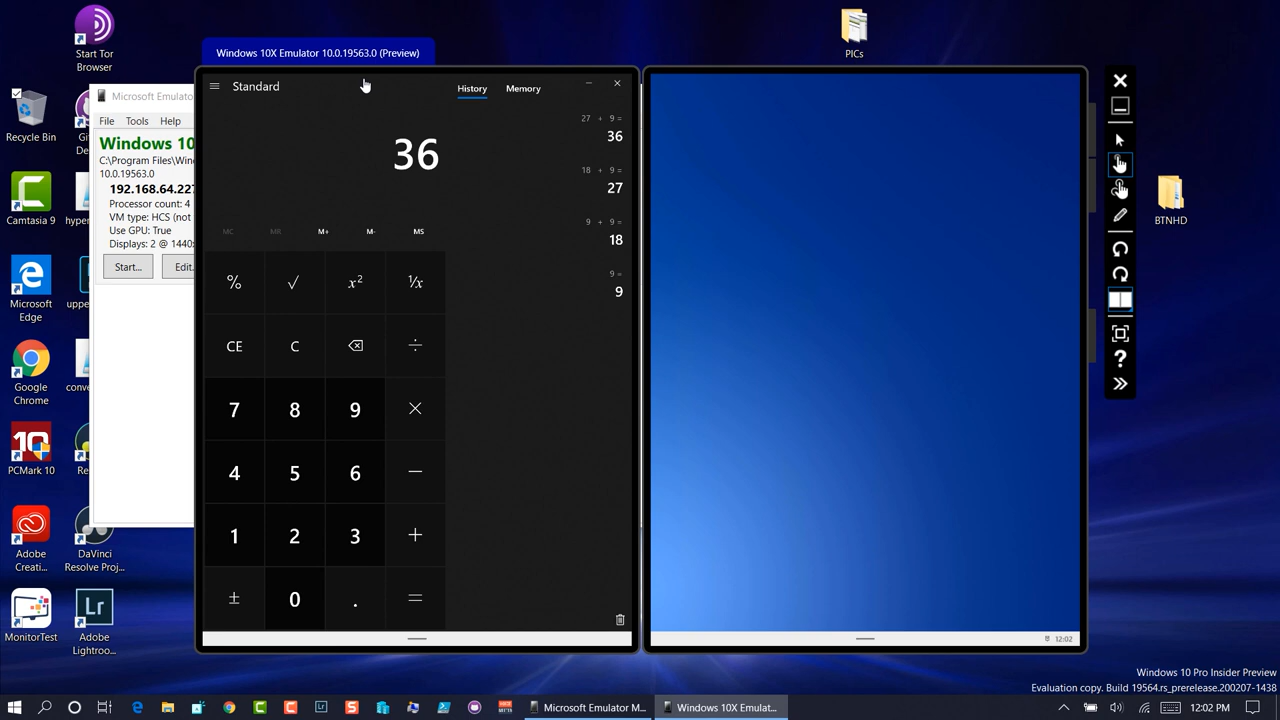 Start Tor
Browser
Recycle Bin
Camtasia 9
Microsoft
Edge
Google
Chrome
PCMark 10
Adobe
Creati...
DaVinci
Resolve Proj...
MonitorTest
Adobe
Lightroo...
Microsoft Emulato
File Tools Help
Windows 10
C:\Program Files\Win
10.0.19563.0
192.168.64.227
Processor count: 4
VM type: HCS (not
Use GPU: True
Displays: 2 @ 1440x
Start...
Edit.
Windows 10X Emulator 10.0.19563.0 (Preview)
Standard
History
Memory
36
27 + 9 =
36
18 + 9 =
27
9 + 9 =
18
9 =
9
MC MR M+ M- MS
% √ x² ¹/x
CE C ÷
7 8 9 ×
4 5 6 −
1 2 3 +
± 0 . =
12:02
PICs
BTNHD
?
Windows 10 Pro Insider Preview
Evaluation copy. Build 19564.rs_prerelease.200207-1438
Microsoft Emulator M...
Windows 10X Emulat...
12:02 PM